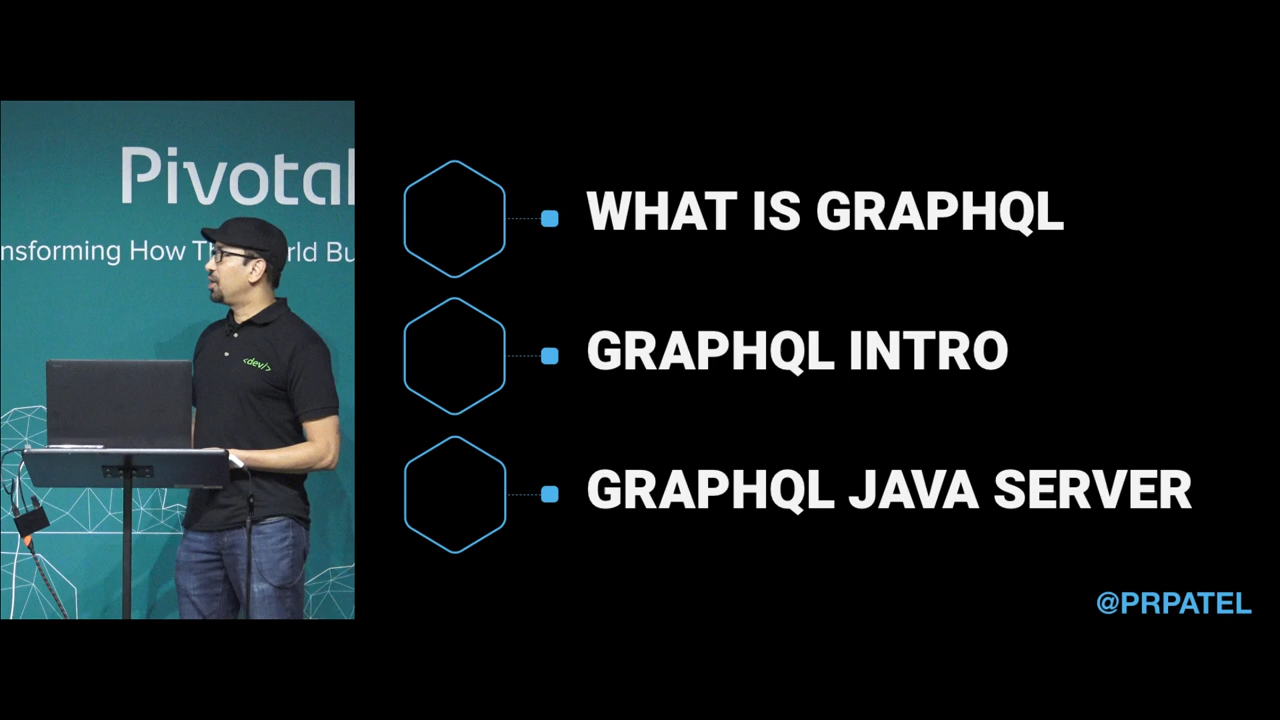 Pivotal
nsforming How Th rld Bu
<dev/>
WHAT IS GRAPHQL
GRAPHQL INTRO
GRAPHQL JAVA SERVER
@PRPATEL